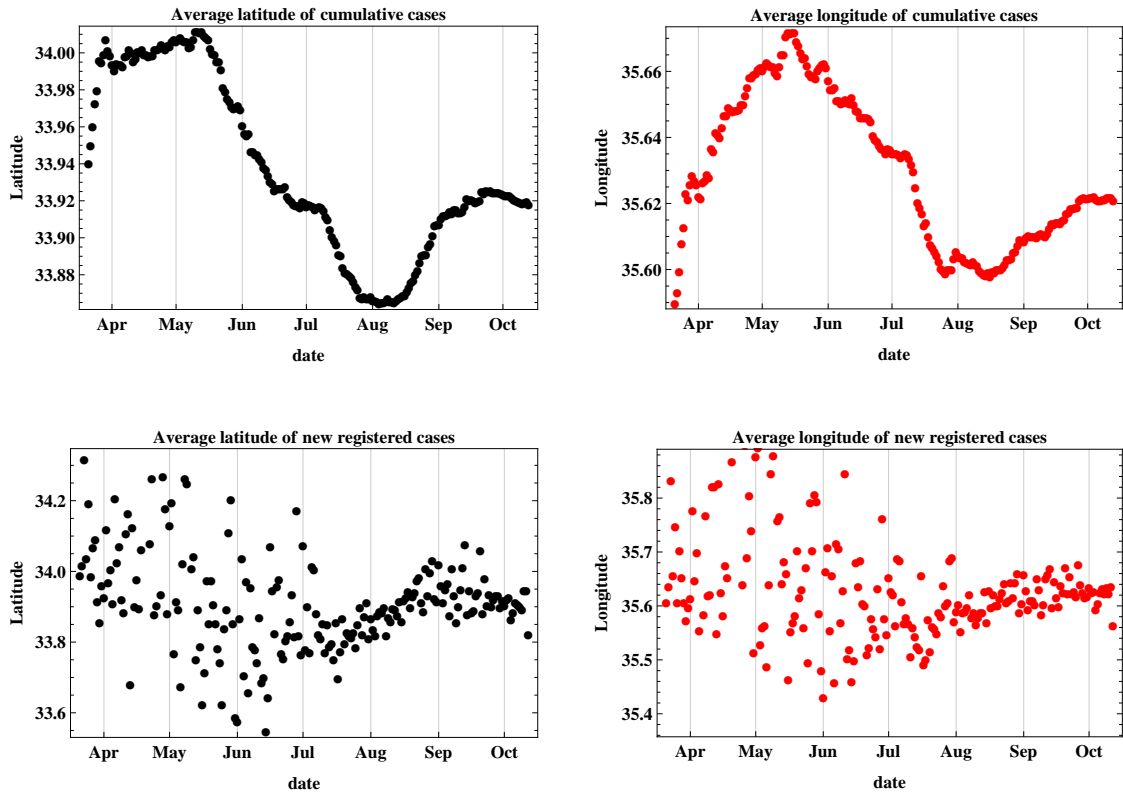 Average latitude of cumulative cases
Latitude
34.00
33.98
33.96
33.94
33.92
33.90
33.88
Apr May Jun Jul Aug Sep Oct
date
Average longitude of cumulative cases
Longitude
35.66
35.64
35.62
35.60
Apr May Jun Jul Aug Sep Oct
date
Average latitude of new registered cases
Latitude
34.2
34.0
33.8
33.6
Apr May Jun Jul Aug Sep Oct
date
Average longitude of new registered cases
Longitude
35.8
35.7
35.6
35.5
35.4
Apr May Jun Jul Aug Sep Oct
date